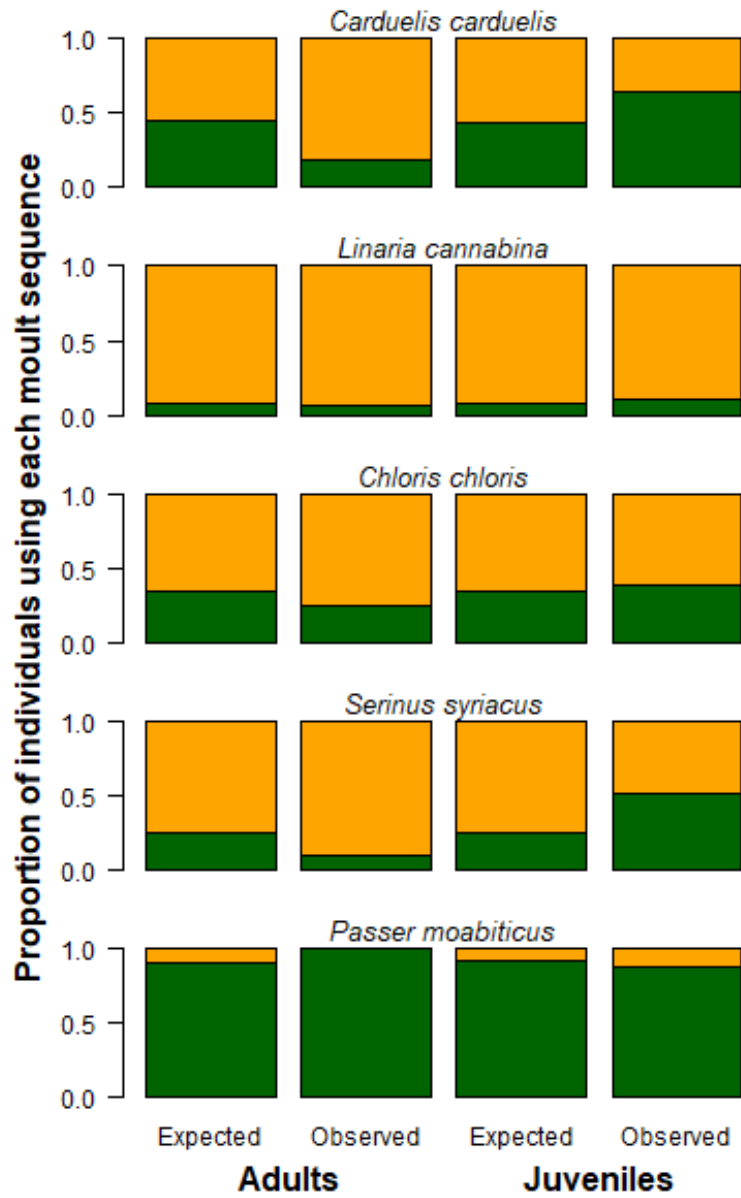 Proportion of individuals using each moult sequence
Carduelis carduelis
1.0
0.5
0.0
Linaria cannabina
1.0
0.5
0.0
Chloris chloris
1.0
0.5
0.0
Serinus syriacus
1.0
0.5
0.0
Passer moabiticus
1.0
0.5
0.0
Expected Observed Expected Observed
Adults Juveniles